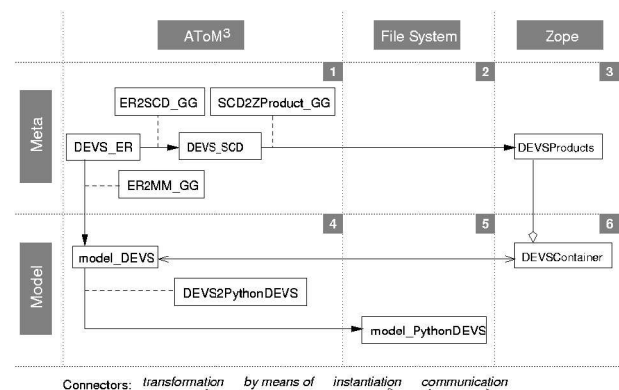 AToM3 File System Zope
1 2 3
Meta
ER2SCD_GG SCD2ZProduct_GG
DEVS_ER DEVS_SCD DEVSProducts
ER2MM_GG
4 5 6
Model
model_DEVS DEVSContainer
DEVS2PythonDEVS
model_PythonDEVS
Connectors: transformation by means of instantiation communication